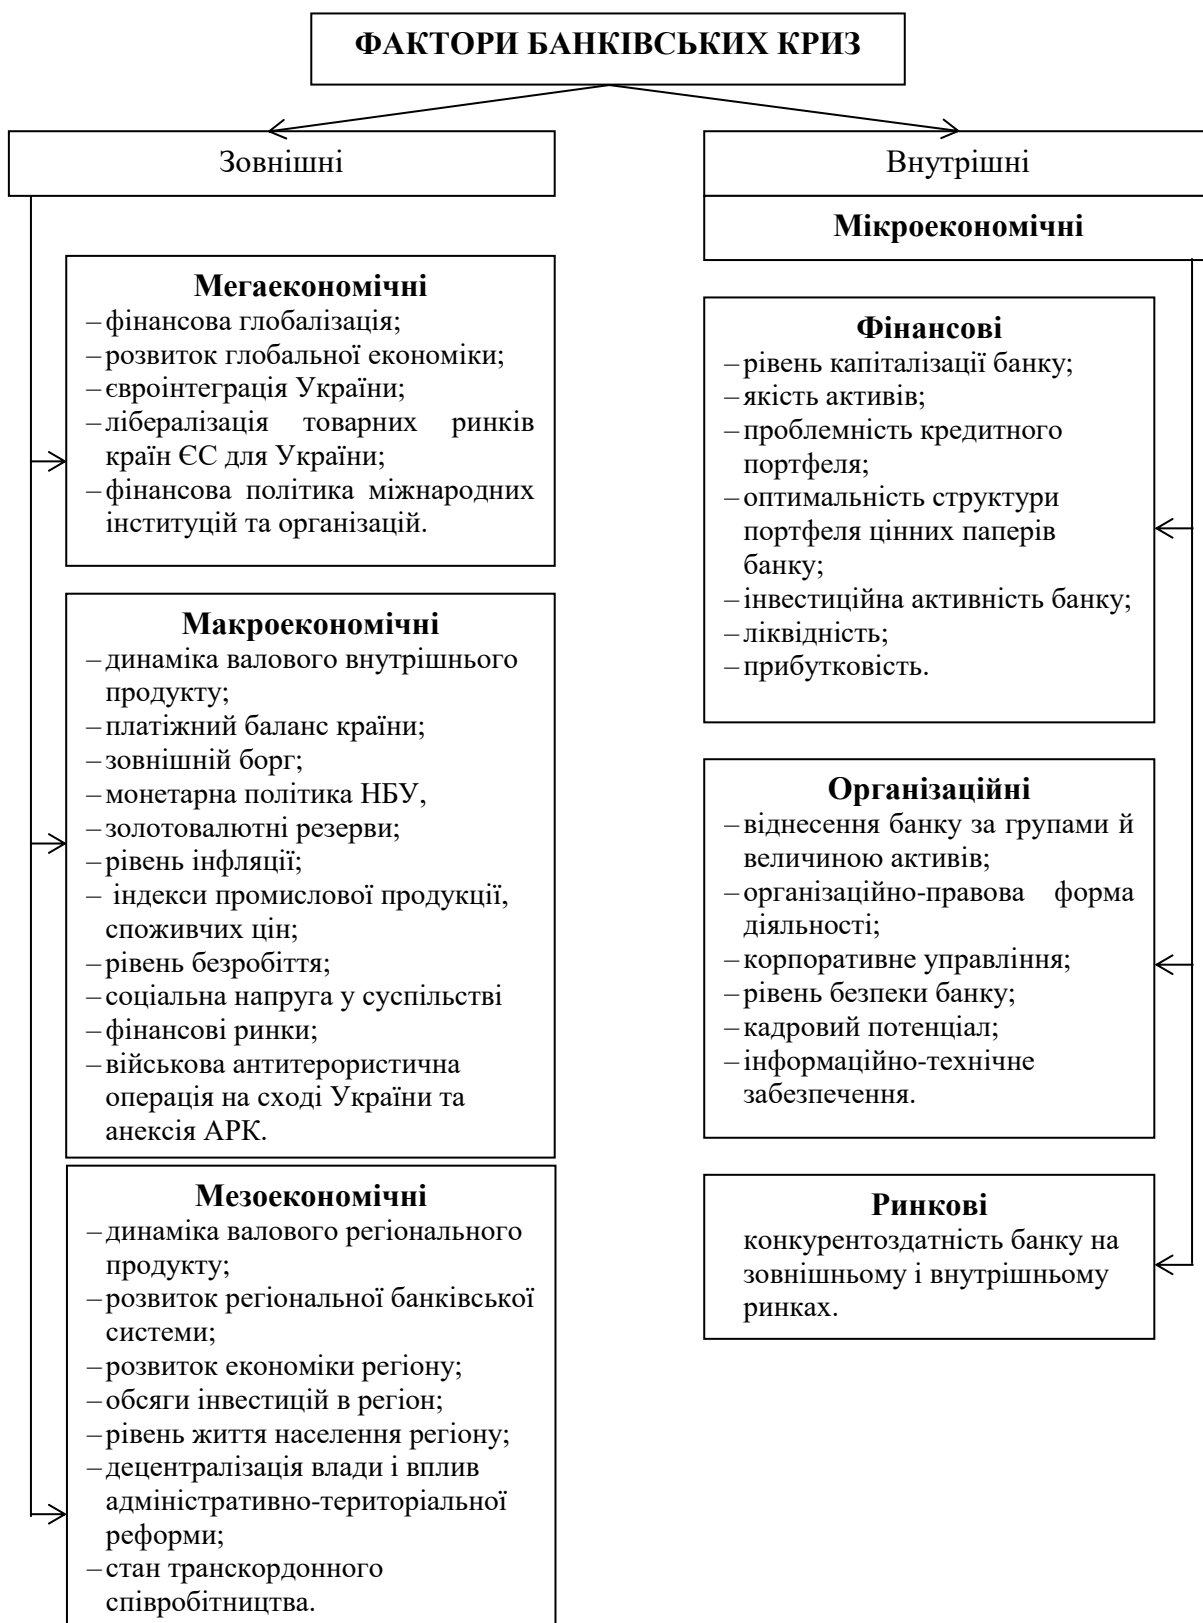 ФАКТОРИ БАНКІВСЬКИХ КРИЗ
Зовнішні
Мегаекономічні
– фінансова глобалізація;
– розвиток глобальної економіки;
– євроінтеграція України;
– лібералізація товарних ринків
країн ЄС для України;
– фінансова політика міжнародних
інституцій та організацій.
Макроекономічні
– динаміка валового внутрішнього
продукту;
– платіжний баланс країни;
– зовнішній борг;
– монетарна політика НБУ,
– золотовалютні резерви;
– рівень інфляції;
– індекси промислової продукції,
споживчих цін;
– рівень безробіття;
– соціальна напруга у суспільстві
– фінансові ринки;
– військова антитерористична
операція на сході України та
анексія АРК.
Мезоекономічні
– динаміка валового регіонального
продукту;
– розвиток регіональної банківської
системи;
– розвиток економіки регіону;
– обсяги інвестицій в регіон;
– рівень життя населення регіону;
– децентралізація влади і вплив
адміністративно-територіальної
реформи;
– стан транскордонного
співробітництва.
Внутрішні
Мікроекономічні
Фінансові
– рівень капіталізації банку;
– якість активів;
– проблемність кредитного
портфеля;
– оптимальність структури
портфеля цінних паперів
банку;
– інвестиційна активність банку;
– ліквідність;
– прибутковість.
Організаційні
– віднесення банку за групами й
величиною активів;
– організаційно-правова форма
діяльності;
– корпоративне управління;
– рівень безпеки банку;
– кадровий потенціал;
– інформаційно-технічне
забезпечення.
Ринкові
конкурентоздатність банку на
зовнішньому і внутрішньому
ринках.